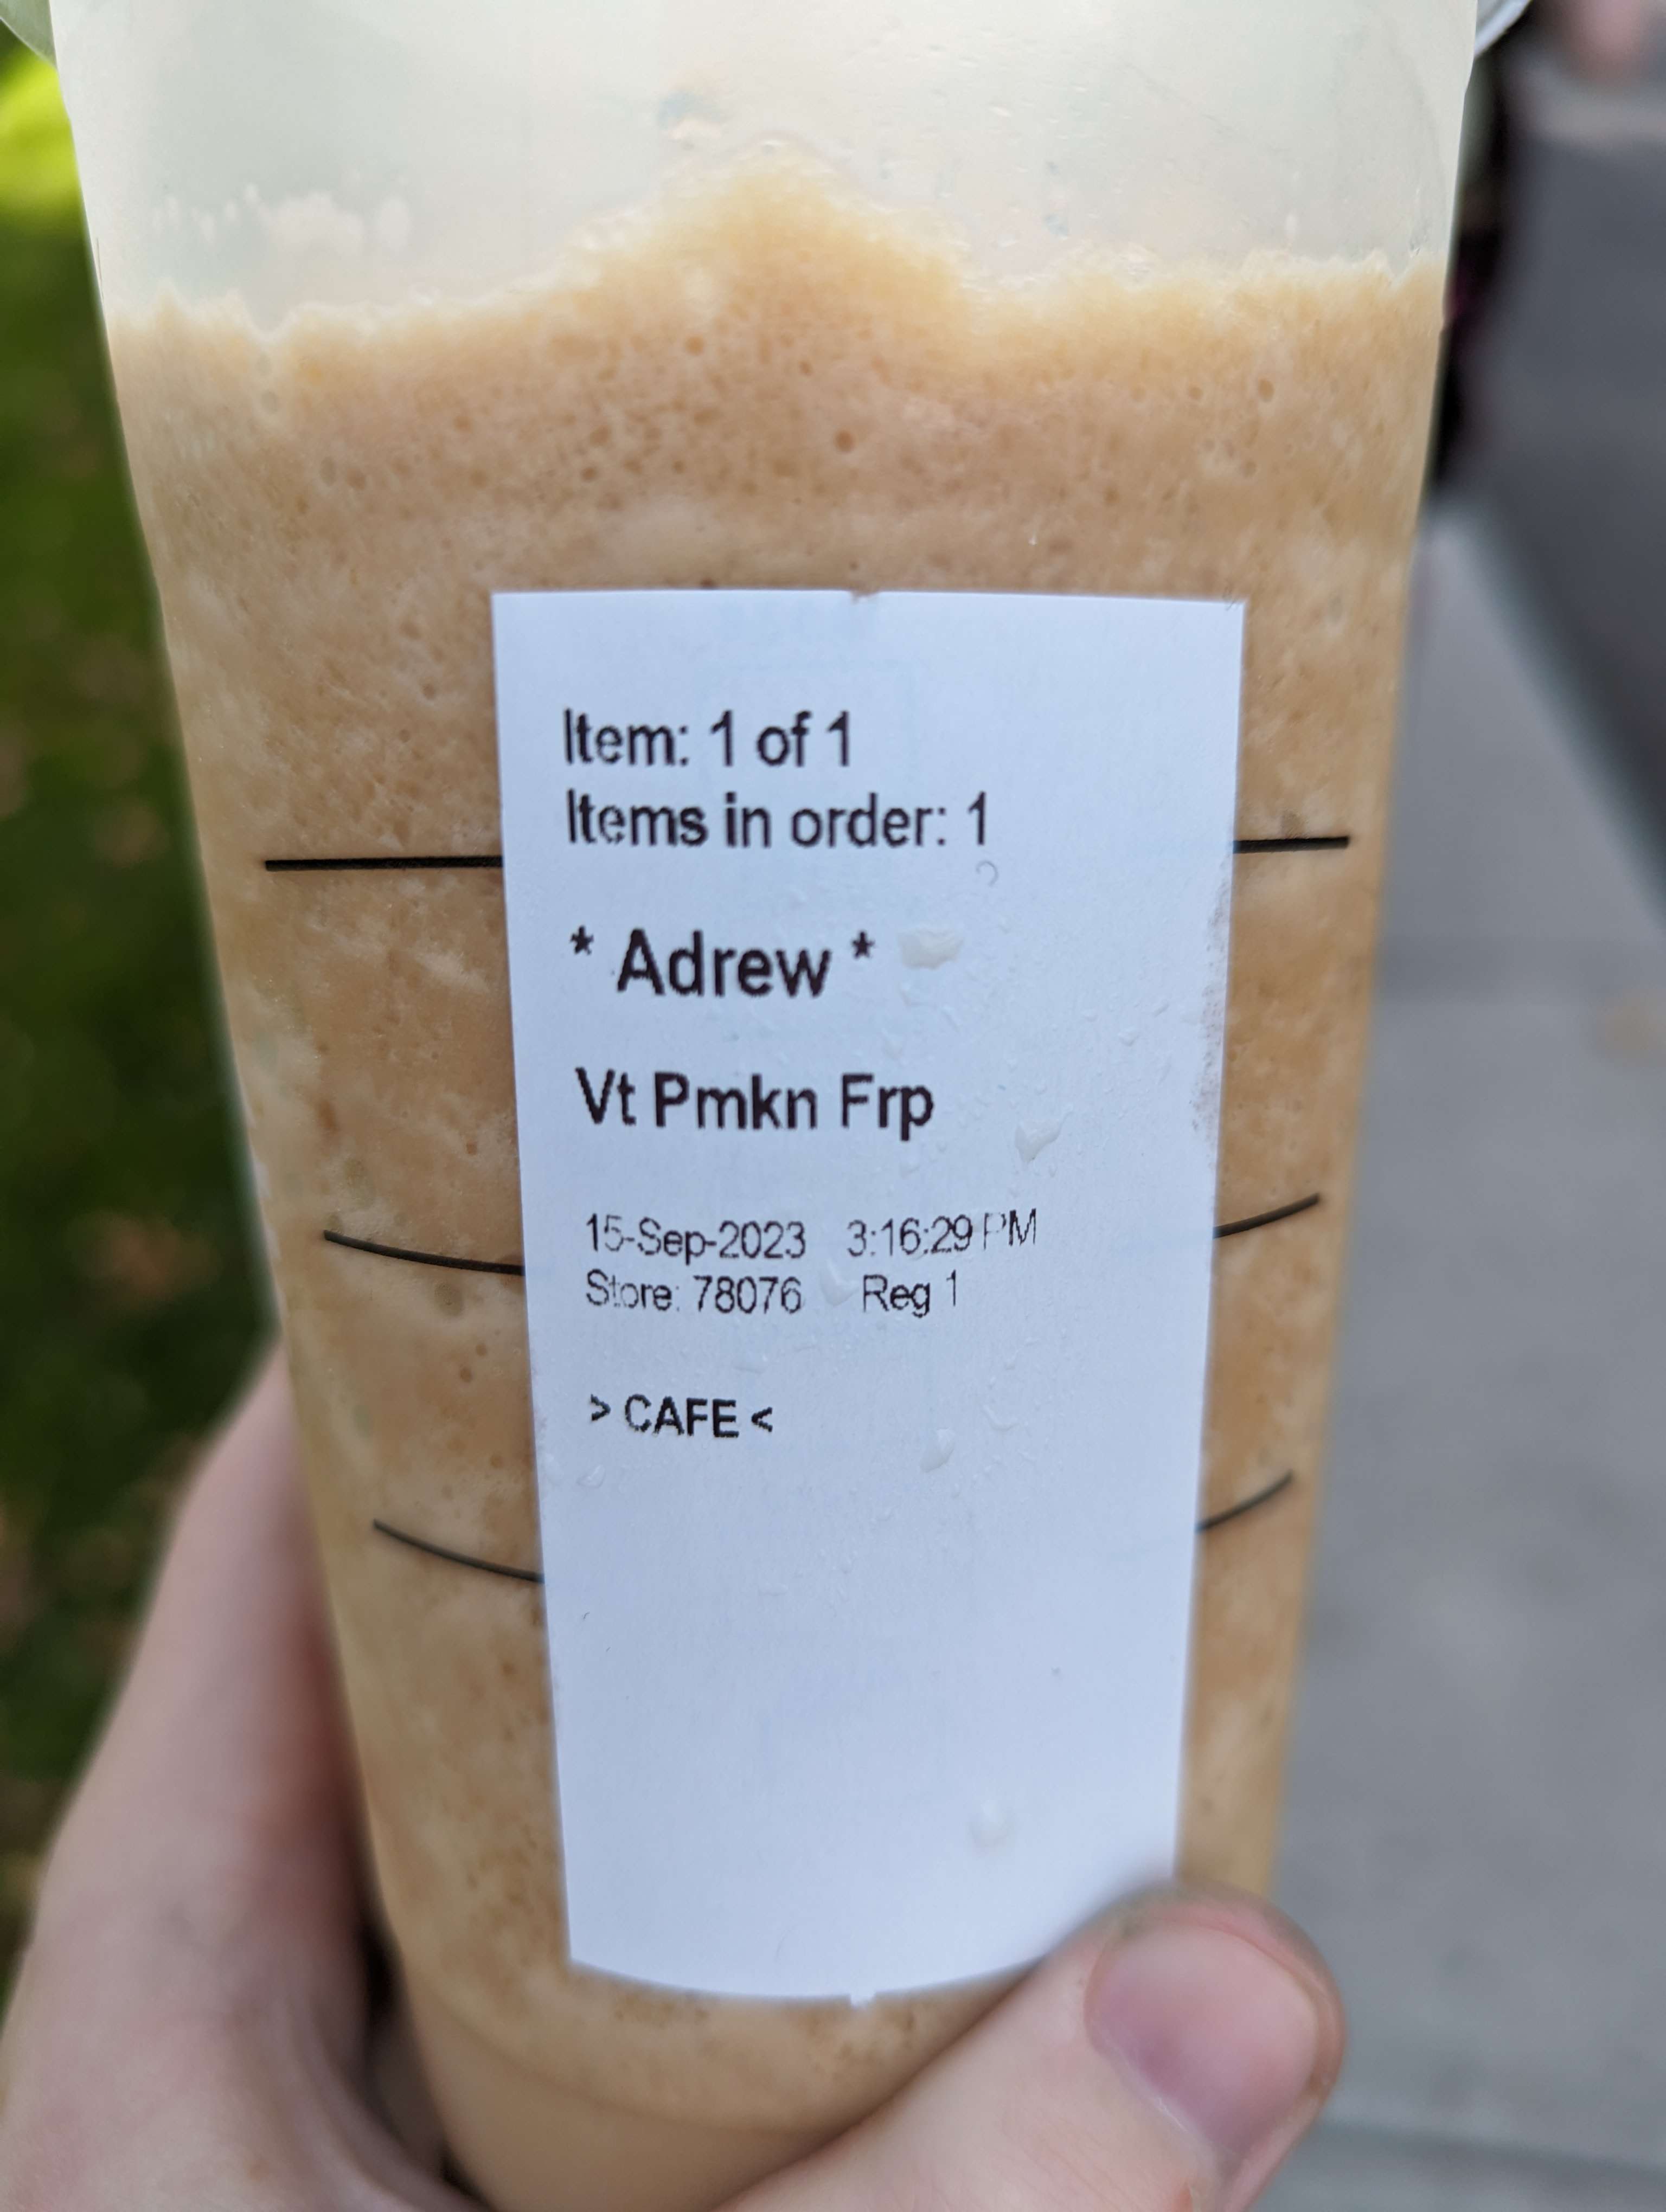 Item: 1 of 1
Items in order: 1
* Adrew *
Vt Pmkn Frp
15-Sep-2023 3:16:29 PM
Store: 78076 Reg 1
> CAFE <